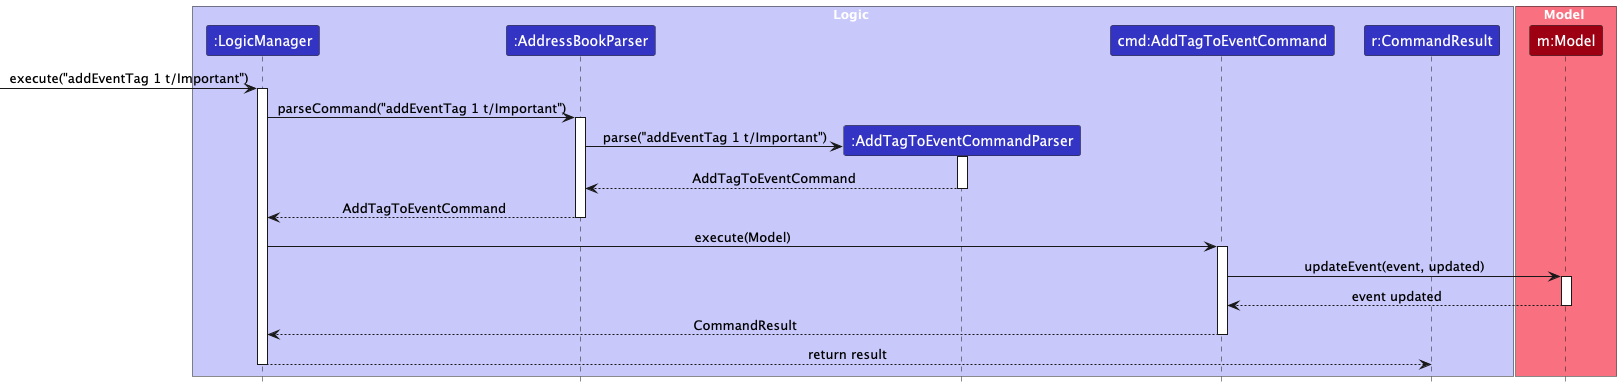 Logic
Model
:LogicManager
:AddressBookParser
cmd:AddTagToEventCommand
r:CommandResult
m:Model
execute("addEventTag 1 t/Important")
parseCommand("addEventTag 1 t/Important")
parse("addEventTag 1 t/Important")
:AddTagToEventCommandParser
AddTagToEventCommand
AddTagToEventCommand
execute(Model)
updateEvent(event, updated)
event updated
CommandResult
return result